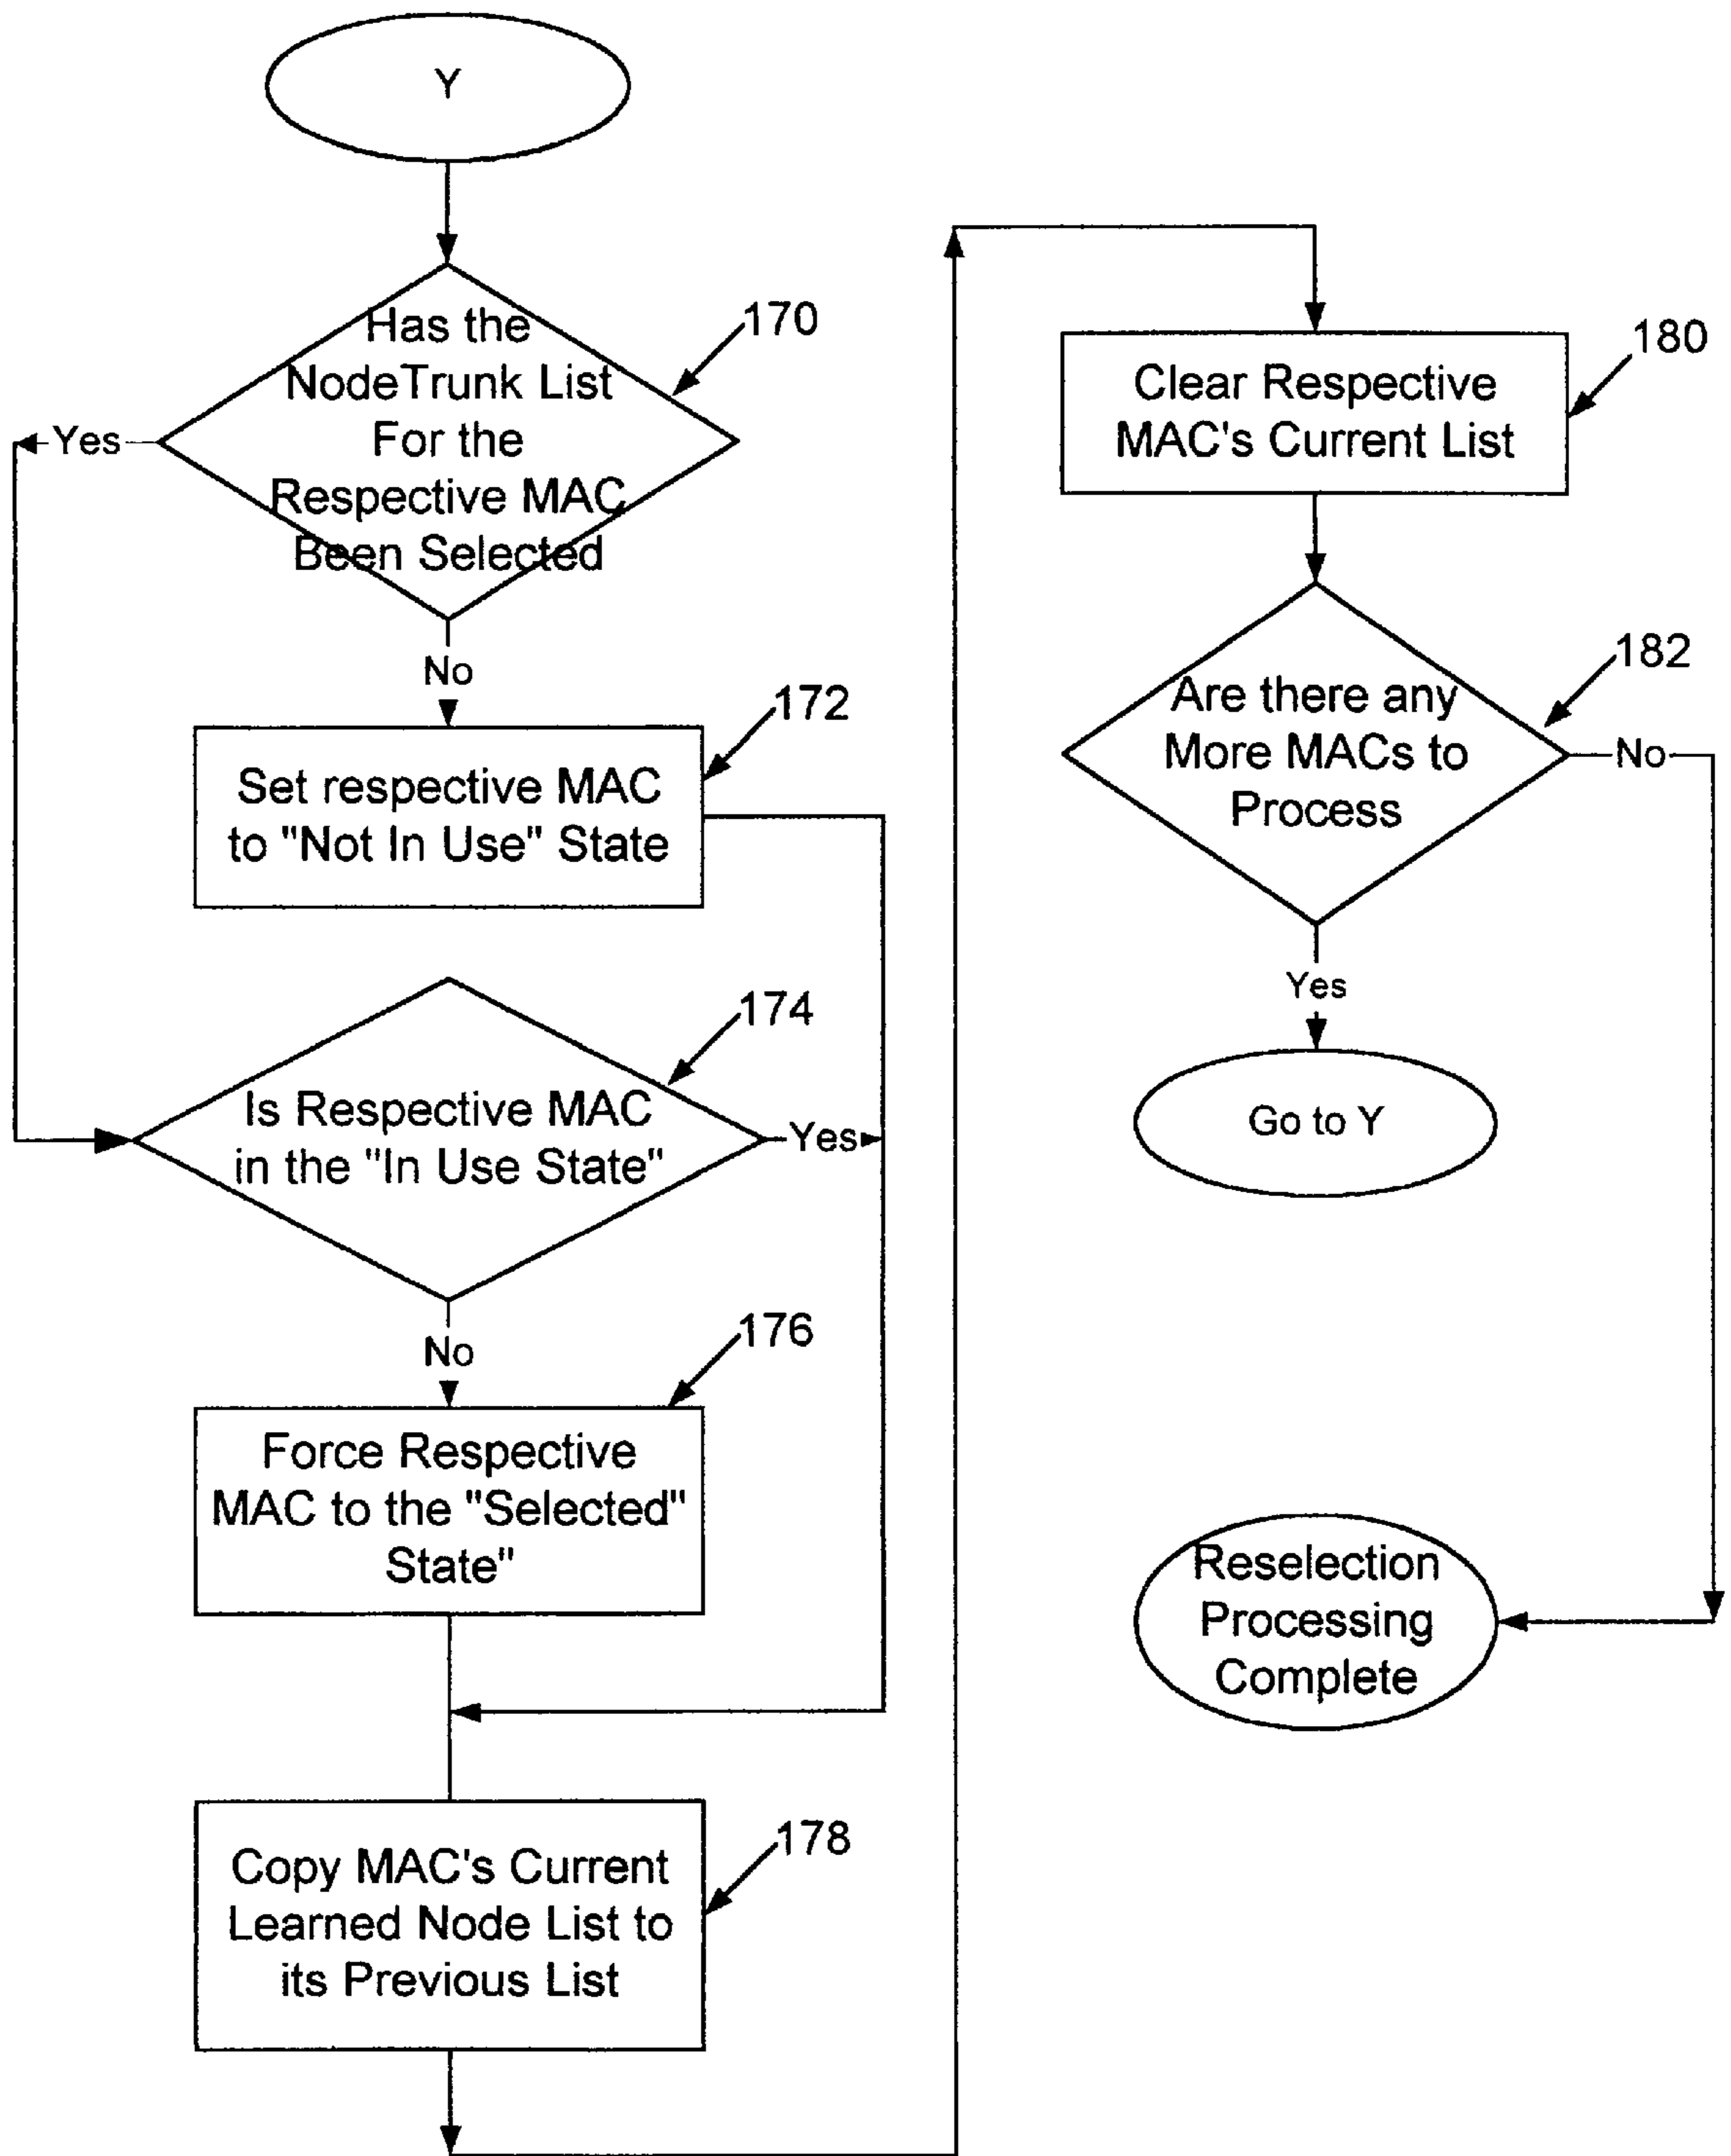 Y
Has the
NodeTrunk List
For the
Respective MAC
Been Selected
170
Yes
No
172
Set respective MAC
to "Not In Use" State
174
Is Respective MAC
in the "In Use State"
Yes
No
176
Force Respective
MAC to the "Selected"
State"
178
Copy MAC's Current
Learned Node List to
its Previous List
180
Clear Respective
MAC's Current List
182
Are there any
More MACs to
Process
No
Yes
Go to Y
Reselection
Processing
Complete